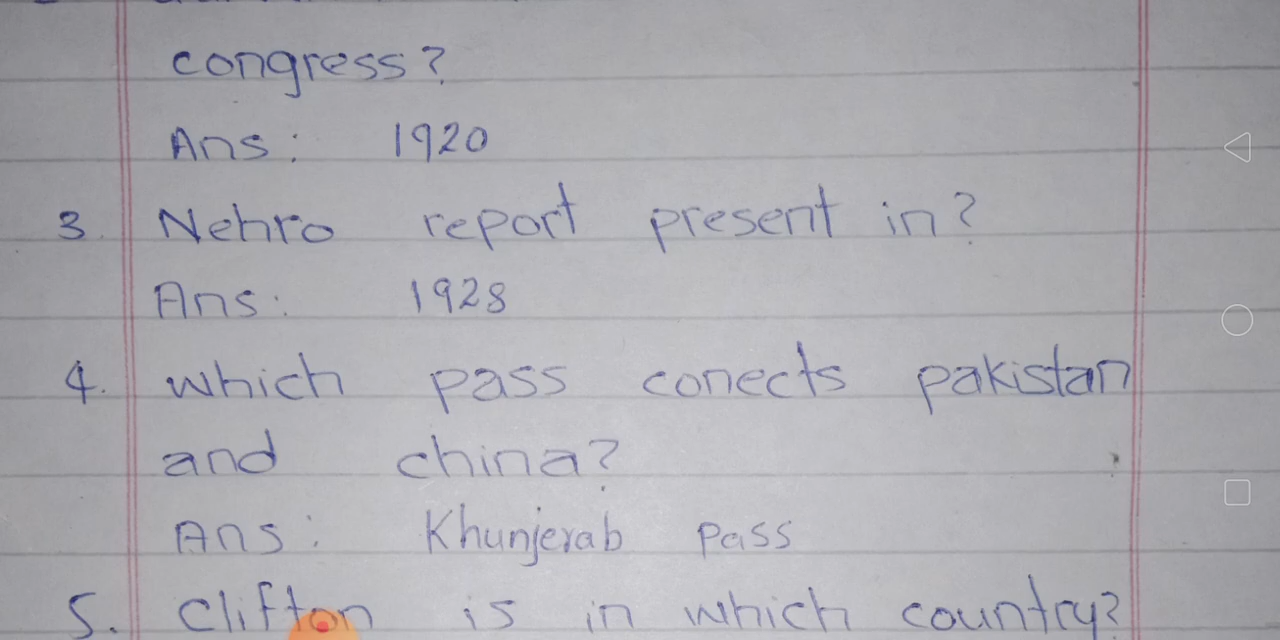 congress?
Ans: 1920
3. Nehro report present in?
Ans: 1928
4. which pass conects pakistan
and china?
Ans: Khunjerab pass
5. Clifton is in which country?